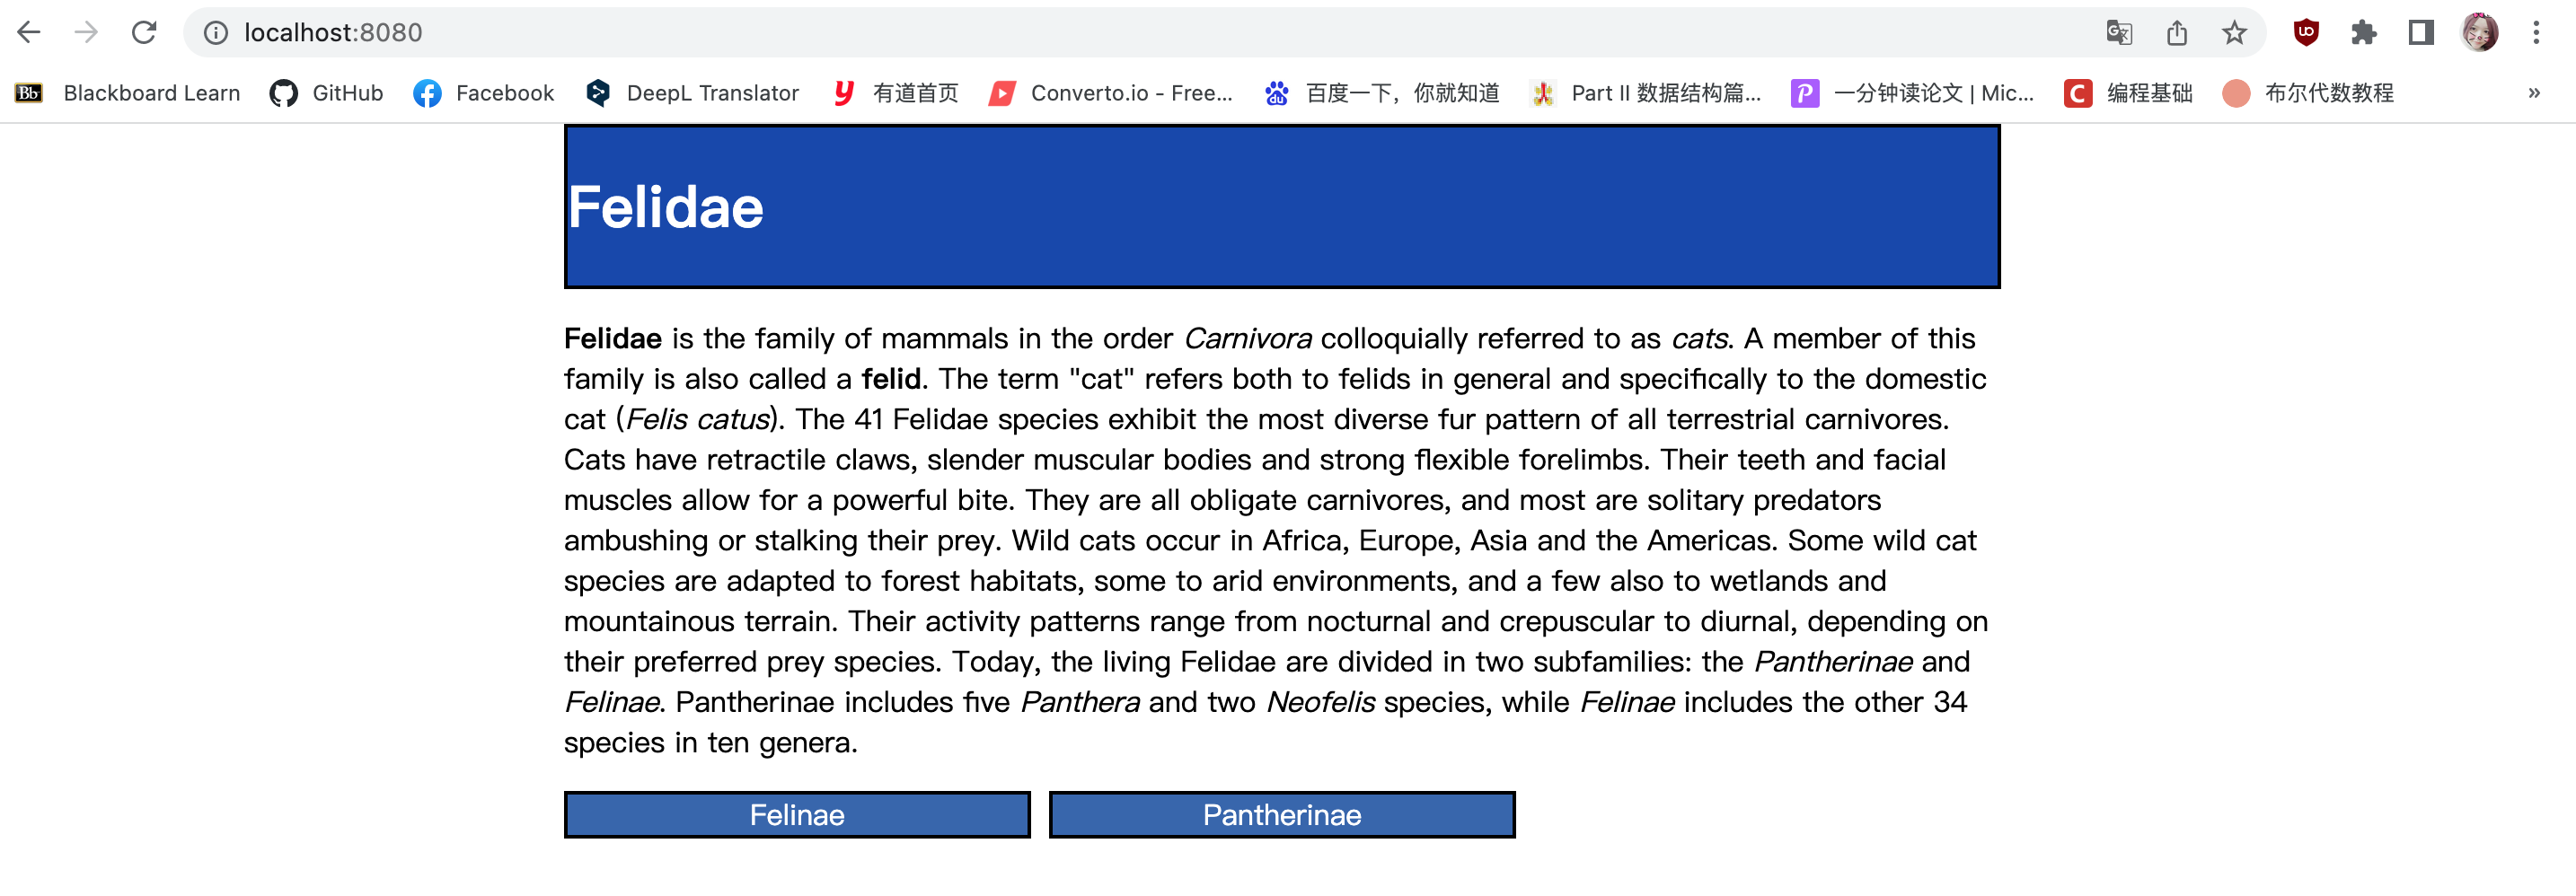 localhost:8080
Bb Blackboard Learn GitHub Facebook DeepL Translator 有道首页 Converto.io - Free... 百度一下，你就知道 Part II 数据结构篇... 一分钟读论文 | Mic... 编程基础 布尔代数教程 »
Felidae
Felidae is the family of mammals in the order Carnivora colloquially referred to as cats. A member of this
family is also called a felid. The term "cat" refers both to felids in general and specifically to the domestic
cat (Felis catus). The 41 Felidae species exhibit the most diverse fur pattern of all terrestrial carnivores.
Cats have retractile claws, slender muscular bodies and strong flexible forelimbs. Their teeth and facial
muscles allow for a powerful bite. They are all obligate carnivores, and most are solitary predators
ambushing or stalking their prey. Wild cats occur in Africa, Europe, Asia and the Americas. Some wild cat
species are adapted to forest habitats, some to arid environments, and a few also to wetlands and
mountainous terrain. Their activity patterns range from nocturnal and crepuscular to diurnal, depending on
their preferred prey species. Today, the living Felidae are divided in two subfamilies: the Pantherinae and
Felinae. Pantherinae includes five Panthera and two Neofelis species, while Felinae includes the other 34
species in ten genera.
Felinae Pantherinae